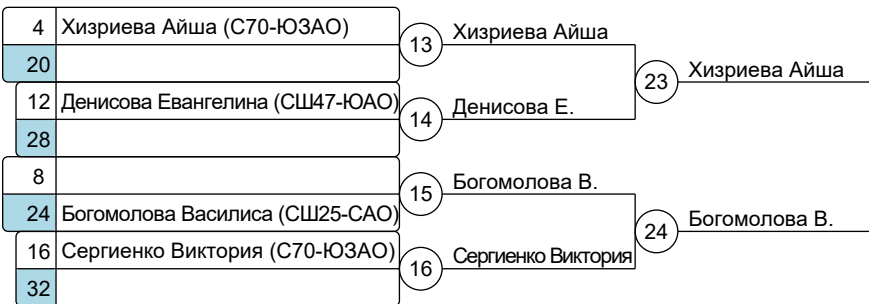 4 Хизриева Айша (С70-ЮЗАО)
20
13 Хизриева Айша
12 Денисова Евангелина (СШ47-ЮАО)
28
14 Денисова Е.
23 Хизриева Айша
8
24 Богомолова Василиса (СШ25-САО)
15 Богомолова В.
16 Сергиенко Виктория (С70-ЮЗАО)
32
16 Сергиенко Виктория
24 Богомолова В.